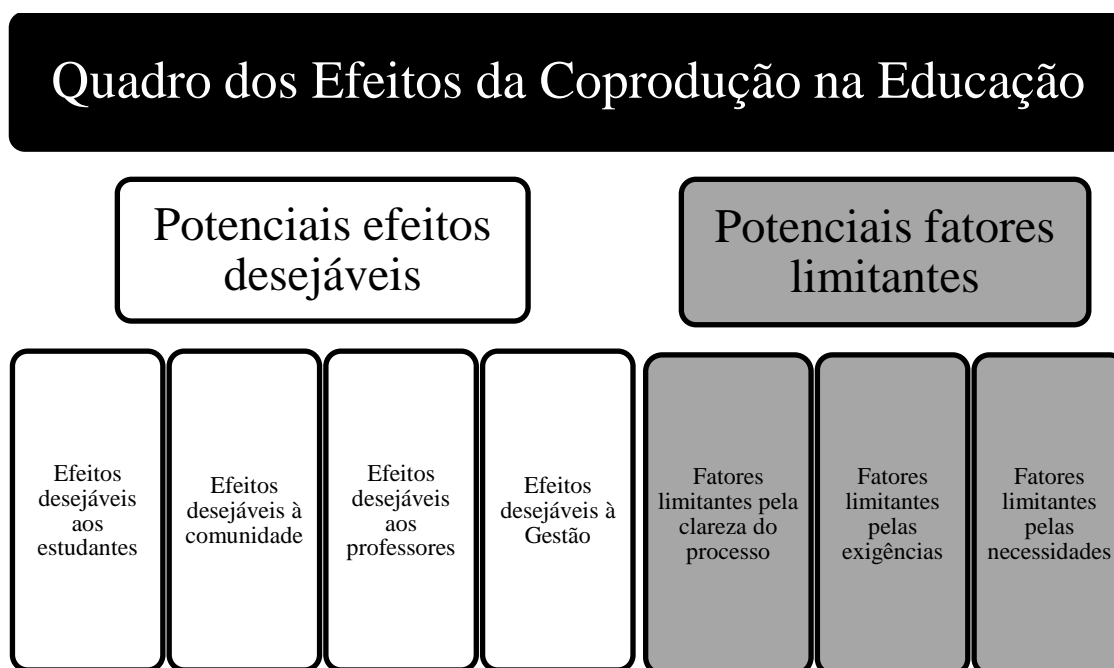 Quadro dos Efeitos da Coprodução na Educação
Potenciais efeitos
desejáveis
Potenciais fatores
limitantes
Efeitos
desejáveis
aos
estudantes
Efeitos
desejáveis à
comunidade
Efeitos
desejáveis
aos
professores
Efeitos
desejáveis à
Gestão
Fatores
limitantes pela
clareza do
processo
Fatores
limitantes
pelas
exigências
Fatores
limitantes
pelas
necessidades